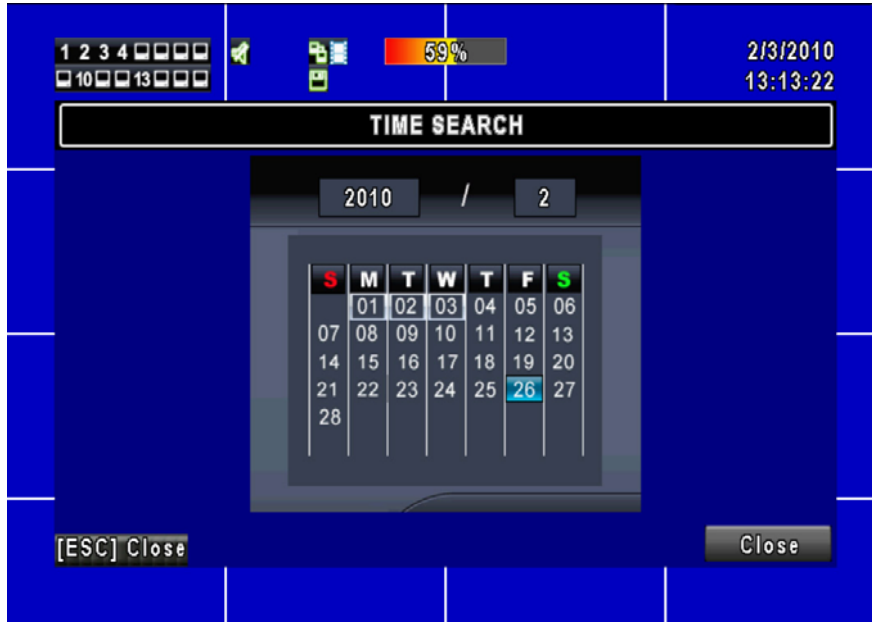 1 2 3 4
10 13
59%
2/3/2010
13:13:22
TIME SEARCH
2010 / 2
S M T W T F S
01 02 03 04 05 06
07 08 09 10 11 12 13
14 15 16 17 18 19 20
21 22 23 24 25 26 27
28
[ESC] Close
Close